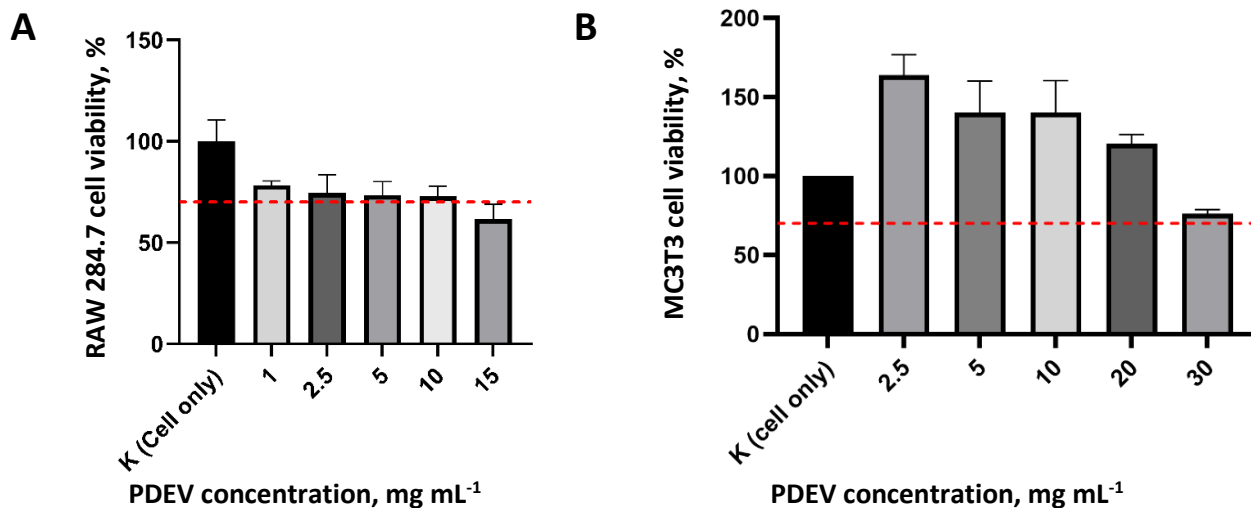 A
RAW 284.7 cell viability, %
150
100
50
0
K (Cell only)
1
2.5
5
10
15
PDEV concentration, mg mL⁻¹
B
MC3T3 cell viability, %
200
150
100
50
0
K (cell only)
2.5
5
10
20
30
PDEV concentration, mg mL⁻¹